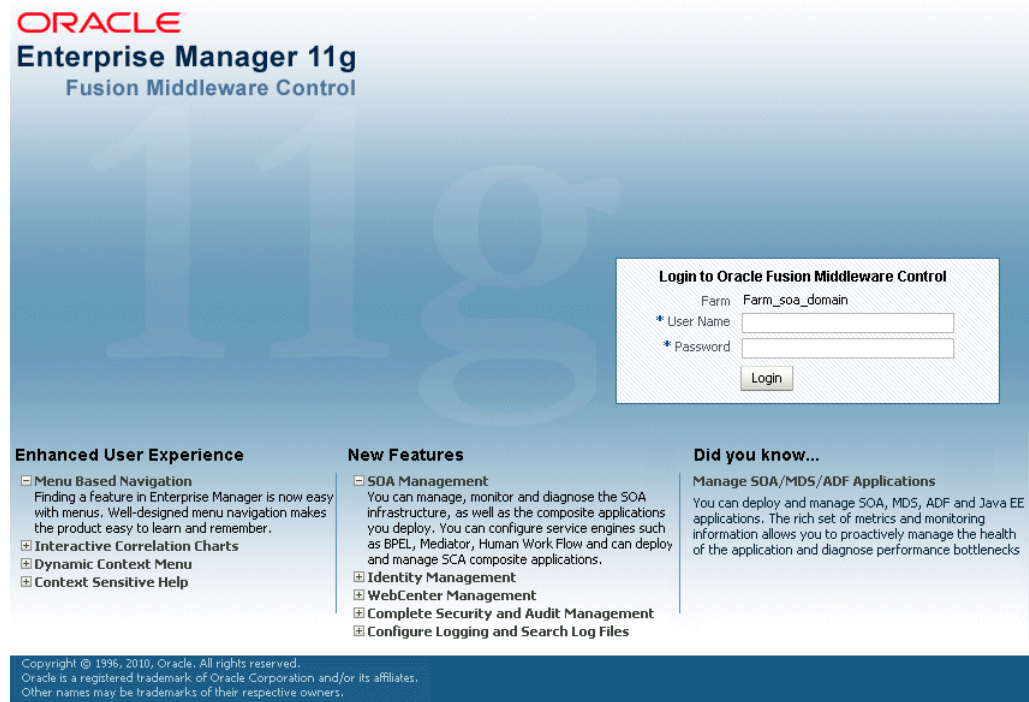 ORACLE
Enterprise Manager 11g
Fusion Middleware Control
11g
Login to Oracle Fusion Middleware Control
Farm Farm_soa_domain
* User Name
* Password
Login
Enhanced User Experience
Menu Based Navigation
Finding a feature in Enterprise Manager is now easy
with menus. Well-designed menu navigation makes
the product easy to learn and remember.
Interactive Correlation Charts
Dynamic Context Menu
Context Sensitive Help
New Features
SOA Management
You can manage, monitor and diagnose the SOA
infrastructure, as well as the composite applications
you deploy. You can configure service engines such
as BPEL, Mediator, Human Work Flow and can deploy
and manage SCA composite applications.
Identity Management
WebCenter Management
Complete Security and Audit Management
Configure Logging and Search Log Files
Did you know...
Manage SOA/MDS/ADF Applications
You can deploy and manage SOA, MDS, ADF and Java EE
applications. The rich set of metrics and monitoring
information allows you to proactively manage the health
of the application and diagnose performance bottlenecks
Copyright © 1996, 2010, Oracle. All rights reserved.
Oracle is a registered trademark of Oracle Corporation and/or its affiliates.
Other names may be trademarks of their respective owners.